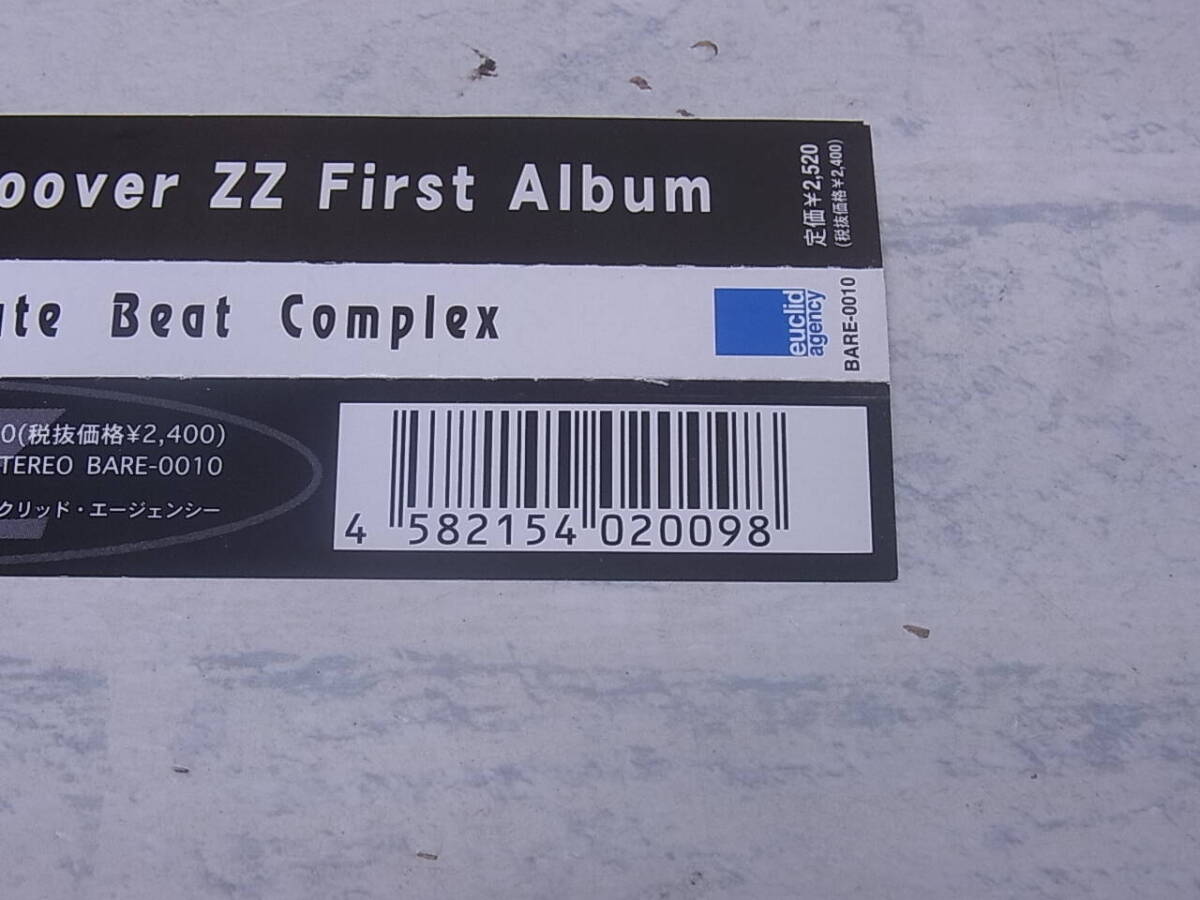 oover ZZ First Album
定価¥2,520
(税抜価格¥2,400)
te Beat Complex
euclid
agency
BARE-0010
0(税抜価格¥2,400)
TEREO BARE-0010
クリッド・エージェンシー
4 582154 020098